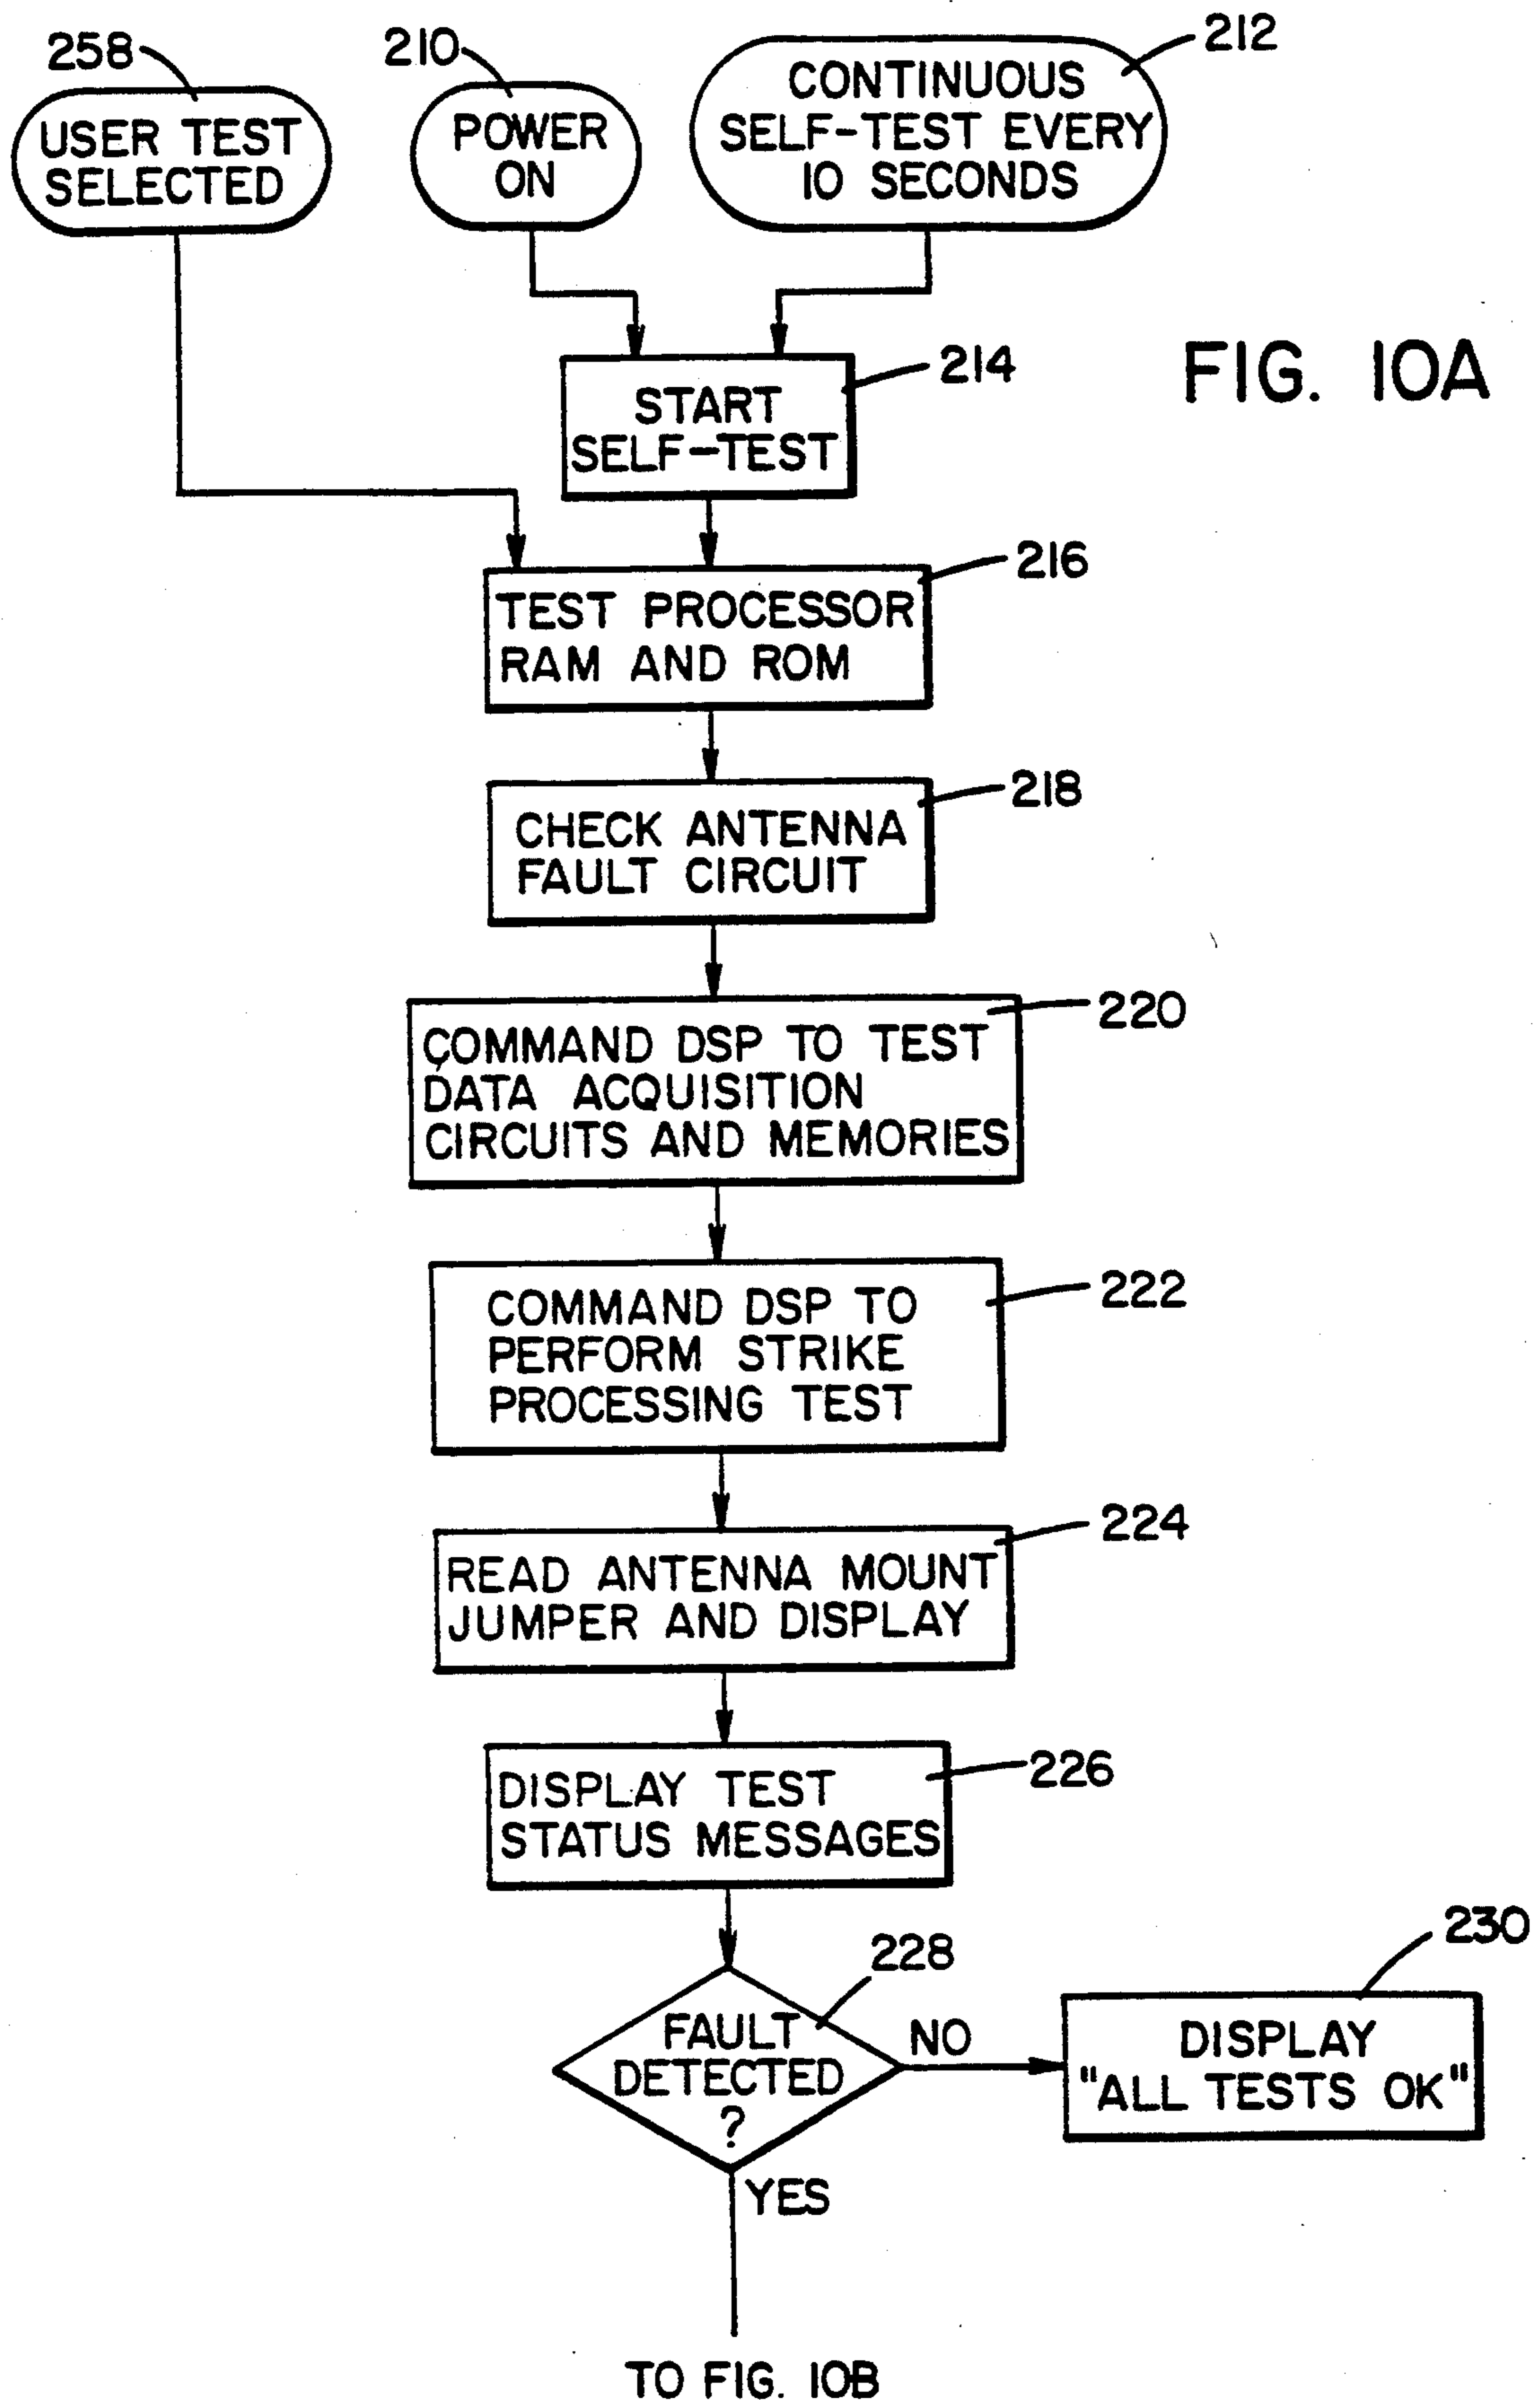 258
210
212
USER TEST
SELECTED
POWER
ON
CONTINUOUS
SELF-TEST EVERY
10 SECONDS
FIG. 10A
214
START
SELF-TEST
216
TEST PROCESSOR
RAM AND ROM
218
CHECK ANTENNA
FAULT CIRCUIT
220
COMMAND DSP TO TEST
DATA ACQUISITION
CIRCUITS AND MEMORIES
222
COMMAND DSP TO
PERFORM STRIKE
PROCESSING TEST
224
READ ANTENNA MOUNT
JUMPER AND DISPLAY
226
DISPLAY TEST
STATUS MESSAGES
228
FAULT
DETECTED
?
NO
230
DISPLAY
"ALL TESTS OK"
YES
TO FIG. 10B